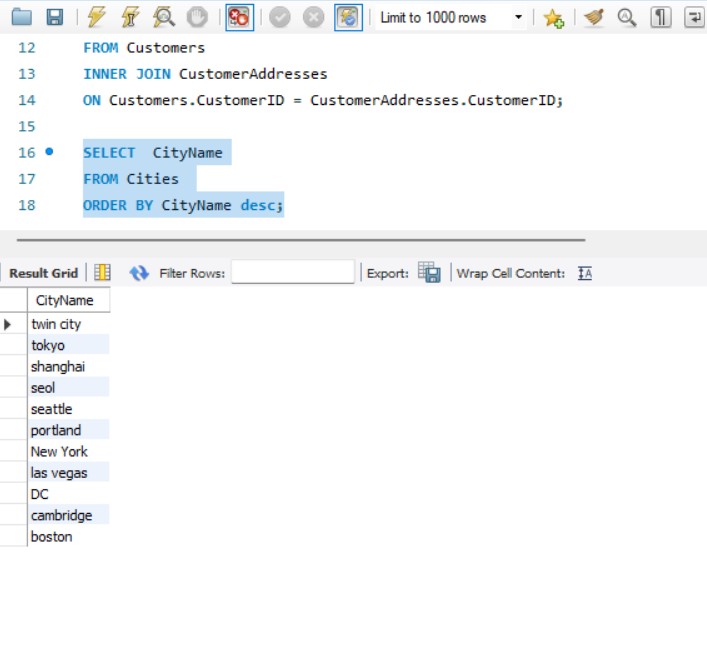 Limit to 1000 rows
12 FROM Customers
13 INNER JOIN CustomerAddresses
14 ON Customers.CustomerID = CustomerAddresses.CustomerID;
15
16 SELECT  CityName
17 FROM Cities
18 ORDER BY CityName desc;
Result Grid Filter Rows: Export: Wrap Cell Content: IA
CityName
twin city
tokyo
shanghai
seol
seattle
portland
New York
las vegas
DC
cambridge
boston